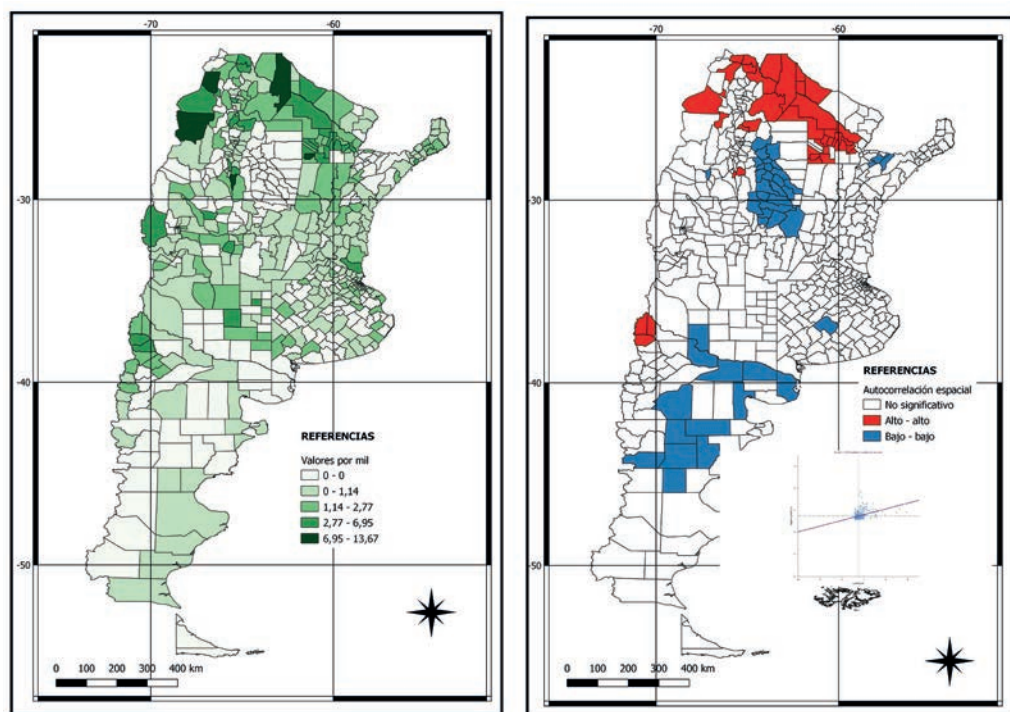 -70
-60
-30
-40
-50
REFERENCIAS
Valores por mil
0 - 0
0 - 1,14
1,14 - 2,77
2,77 - 6,95
6,95 - 13,67
0 100 200 300 400 km
-70
-60
-30
-40
-50
REFERENCIAS
Autocorrelación espacial
No significativo
Alto - alto
Bajo - bajo
0 100 200 300 400 km